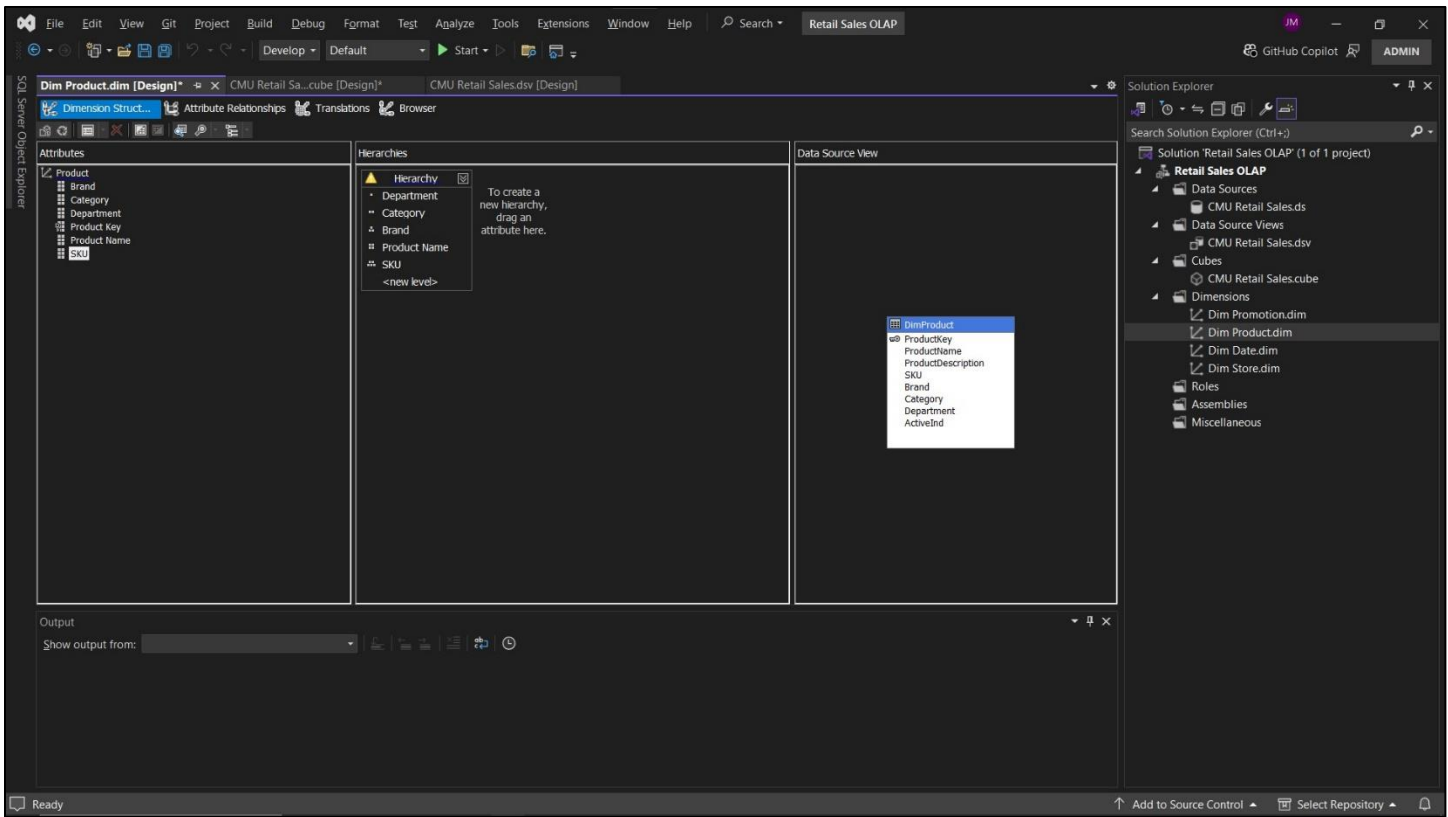 File Edit View Git Project Build Debug Format Test Analyze Tools Extensions Window Help Search Retail Sales OLAP JM
Develop Default Start GitHub Copilot ADMIN
SQL Server Object Explorer
Dim Product.dim [Design]* CMU Retail Sa...cube [Design]* CMU Retail Sales.dsv [Design]
Dimension Struct... Attribute Relationships Translations Browser
Attributes
Product
Brand
Category
Department
Product Key
Product Name
SKU
Hierarchies
Hierarchy
Department
Category
Brand
Product Name
SKU
<new level>
To create a
new hierarchy,
drag an
attribute here.
Data Source View
DimProduct
ProductKey
ProductName
ProductDescription
SKU
Brand
Category
Department
ActiveInd
Solution Explorer
Search Solution Explorer (Ctrl+;)
Solution 'Retail Sales OLAP' (1 of 1 project)
Retail Sales OLAP
Data Sources
CMU Retail Sales.ds
Data Source Views
CMU Retail Sales.dsv
Cubes
CMU Retail Sales.cube
Dimensions
Dim Promotion.dim
Dim Product.dim
Dim Date.dim
Dim Store.dim
Roles
Assemblies
Miscellaneous
Output
Show output from:
Ready Add to Source Control Select Repository